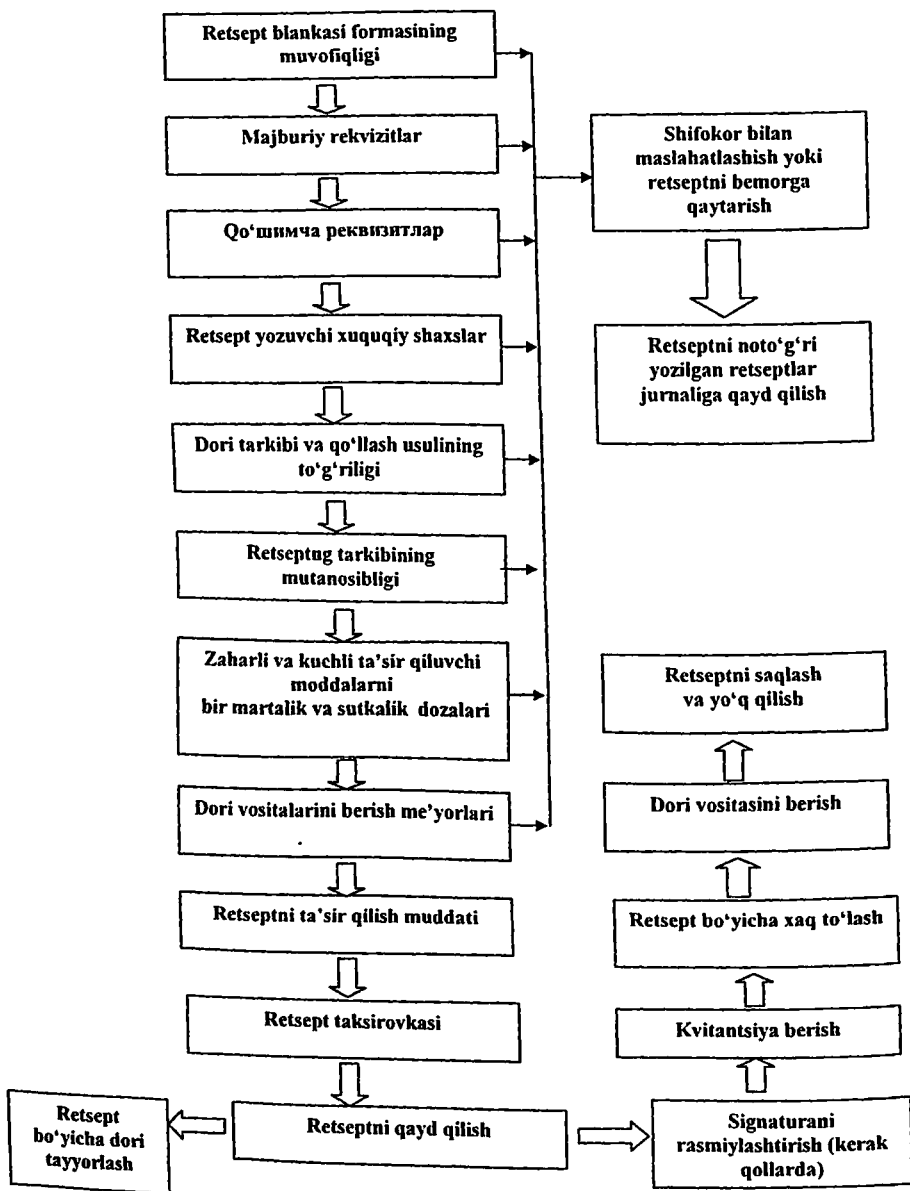 Retsept blankasi formasining
muvofiqligi
Majburiy rekvizitlar
Qo‘шимча реквизитлар
Retsept yozuvchi xuquqiy shaxslar
Dori tarkibi va qo‘llash usulining
to‘g‘riligi
Retseptug tarkibining
mutanosibligi
Zaharli va kuchli ta’sir qiluvchi
moddalarni
bir martalik va sutkalik dozalari
Dori vositalarini berish me’yorlari
Retseptni ta’sir qilish muddati
Retsept taksirovkasi
Retseptni qayd qilish
Retsept
bo‘yicha dori
tayyorlash
Shifokor bilan
maslahatlashish yoki
retseptni bemorga
qaytarish
Retseptni noto‘g‘ri
yozilgan retseptlar
jurnaliga qayd qilish
Signaturani
rasmiylashtirish (kerak
qollarda)
Kvitantsiya berish
Retsept bo‘yicha xaq to‘lash
Dori vositasini berish
Retseptni saqlash
va yo‘q qilish